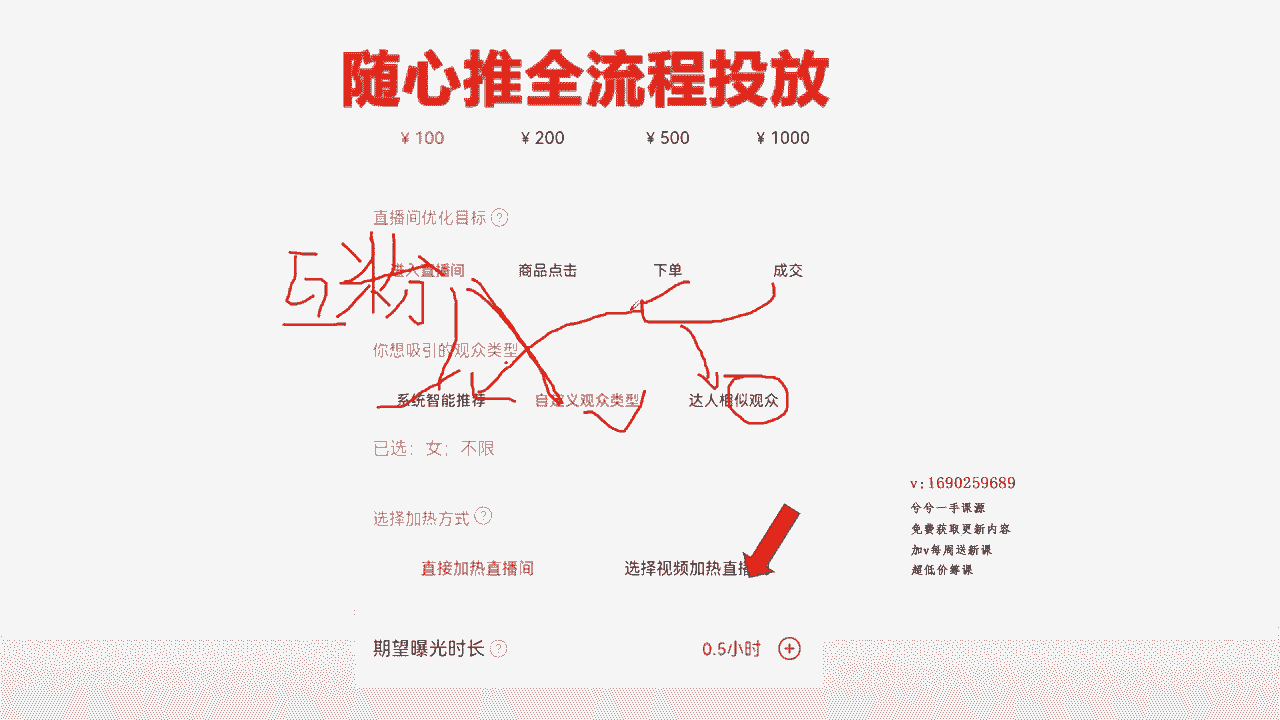 随心推全流程投放
¥ 100 ¥ 200 ¥ 500 ¥ 1000
直播间优化目标 ?
进入直播间 商品点击 下单 成交
互粉
你想吸引的观众类型
系统智能推荐 自定义观众类型 达人相似观众
已选：女；不限
v:1690259689
兮兮一手课源
选择加热方式 ?
免费获取更新内容
加v每周送新课
直接加热直播间 选择视频加热直播
超低价筹课
期望曝光时长 ? 0.5小时